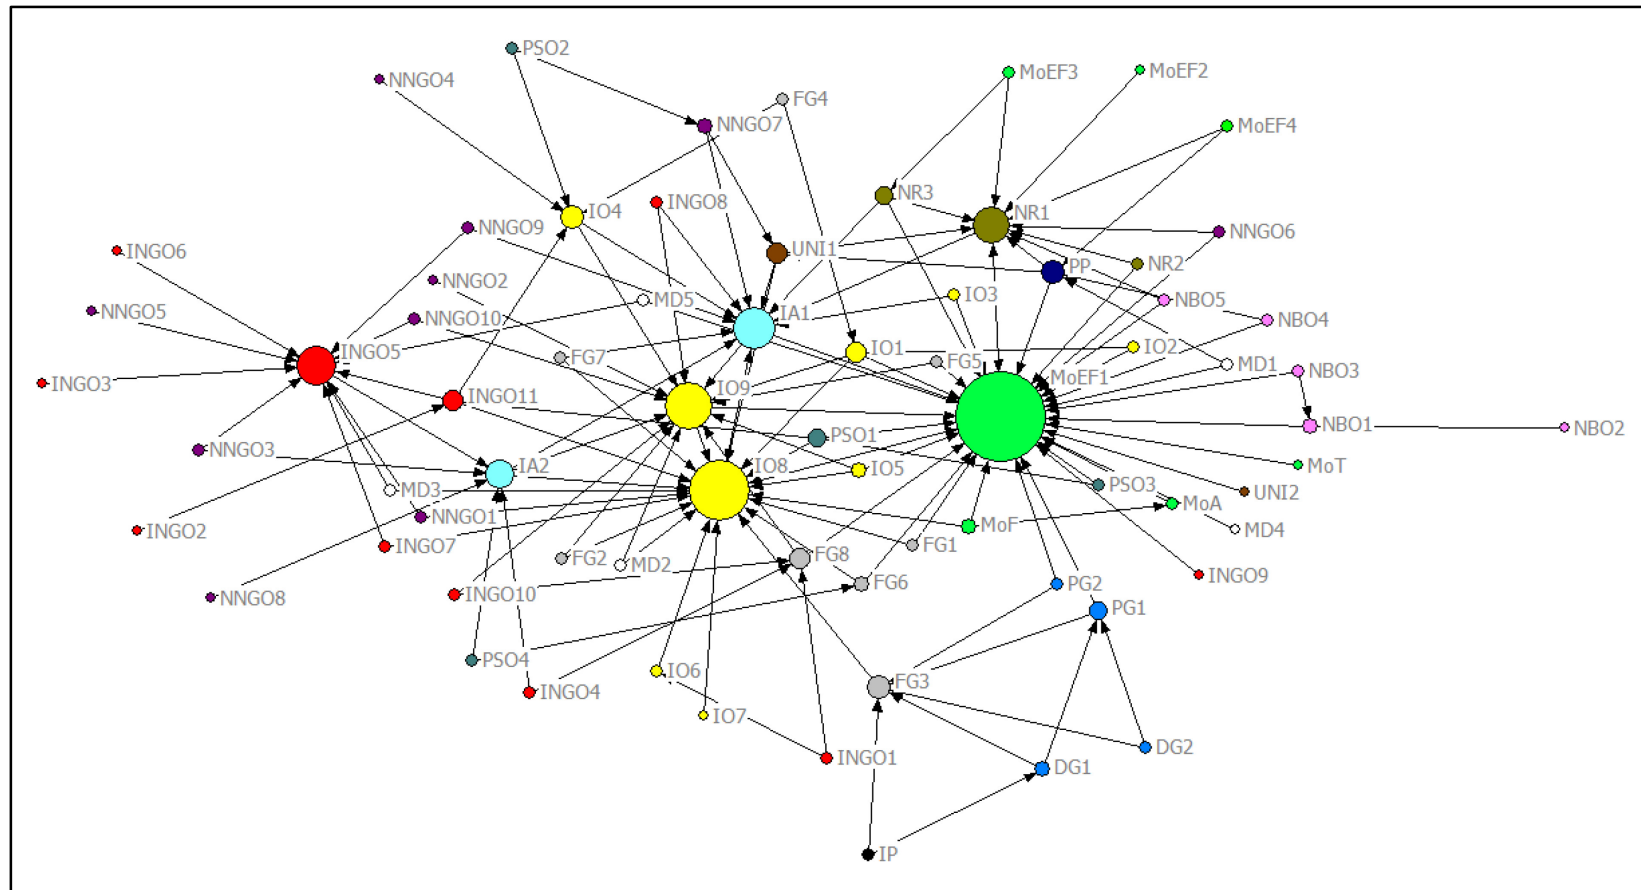 PSO2
NNGO4
MoEF3
MoEF2
FG4
NNGO7
MoEF4
NR3
INGO8
IO4
NR1
NNGO9
NNGO6
UNI1
INGO6
PP
NR2
NNGO2
MD5
IO3
NBO5
NNGO5
IA1
NNGO10
NBO4
INGO5
FG7
IO1
FG5
IO2
MD1
NBO3
INGO3
MoEF1
INGO11
IO9
NBO1
NBO2
PSO1
NNGO3
IO8
MoT
IA2
IO5
MD3
PSO3
UNI2
NNGO1
MoA
INGO2
MoF
MD4
INGO7
FG1
FG2
MD2
FG8
INGO9
NNGO8
INGO10
FG6
PG2
PG1
PSO4
IO6
FG3
INGO4
IO7
DG2
INGO1
DG1
IP